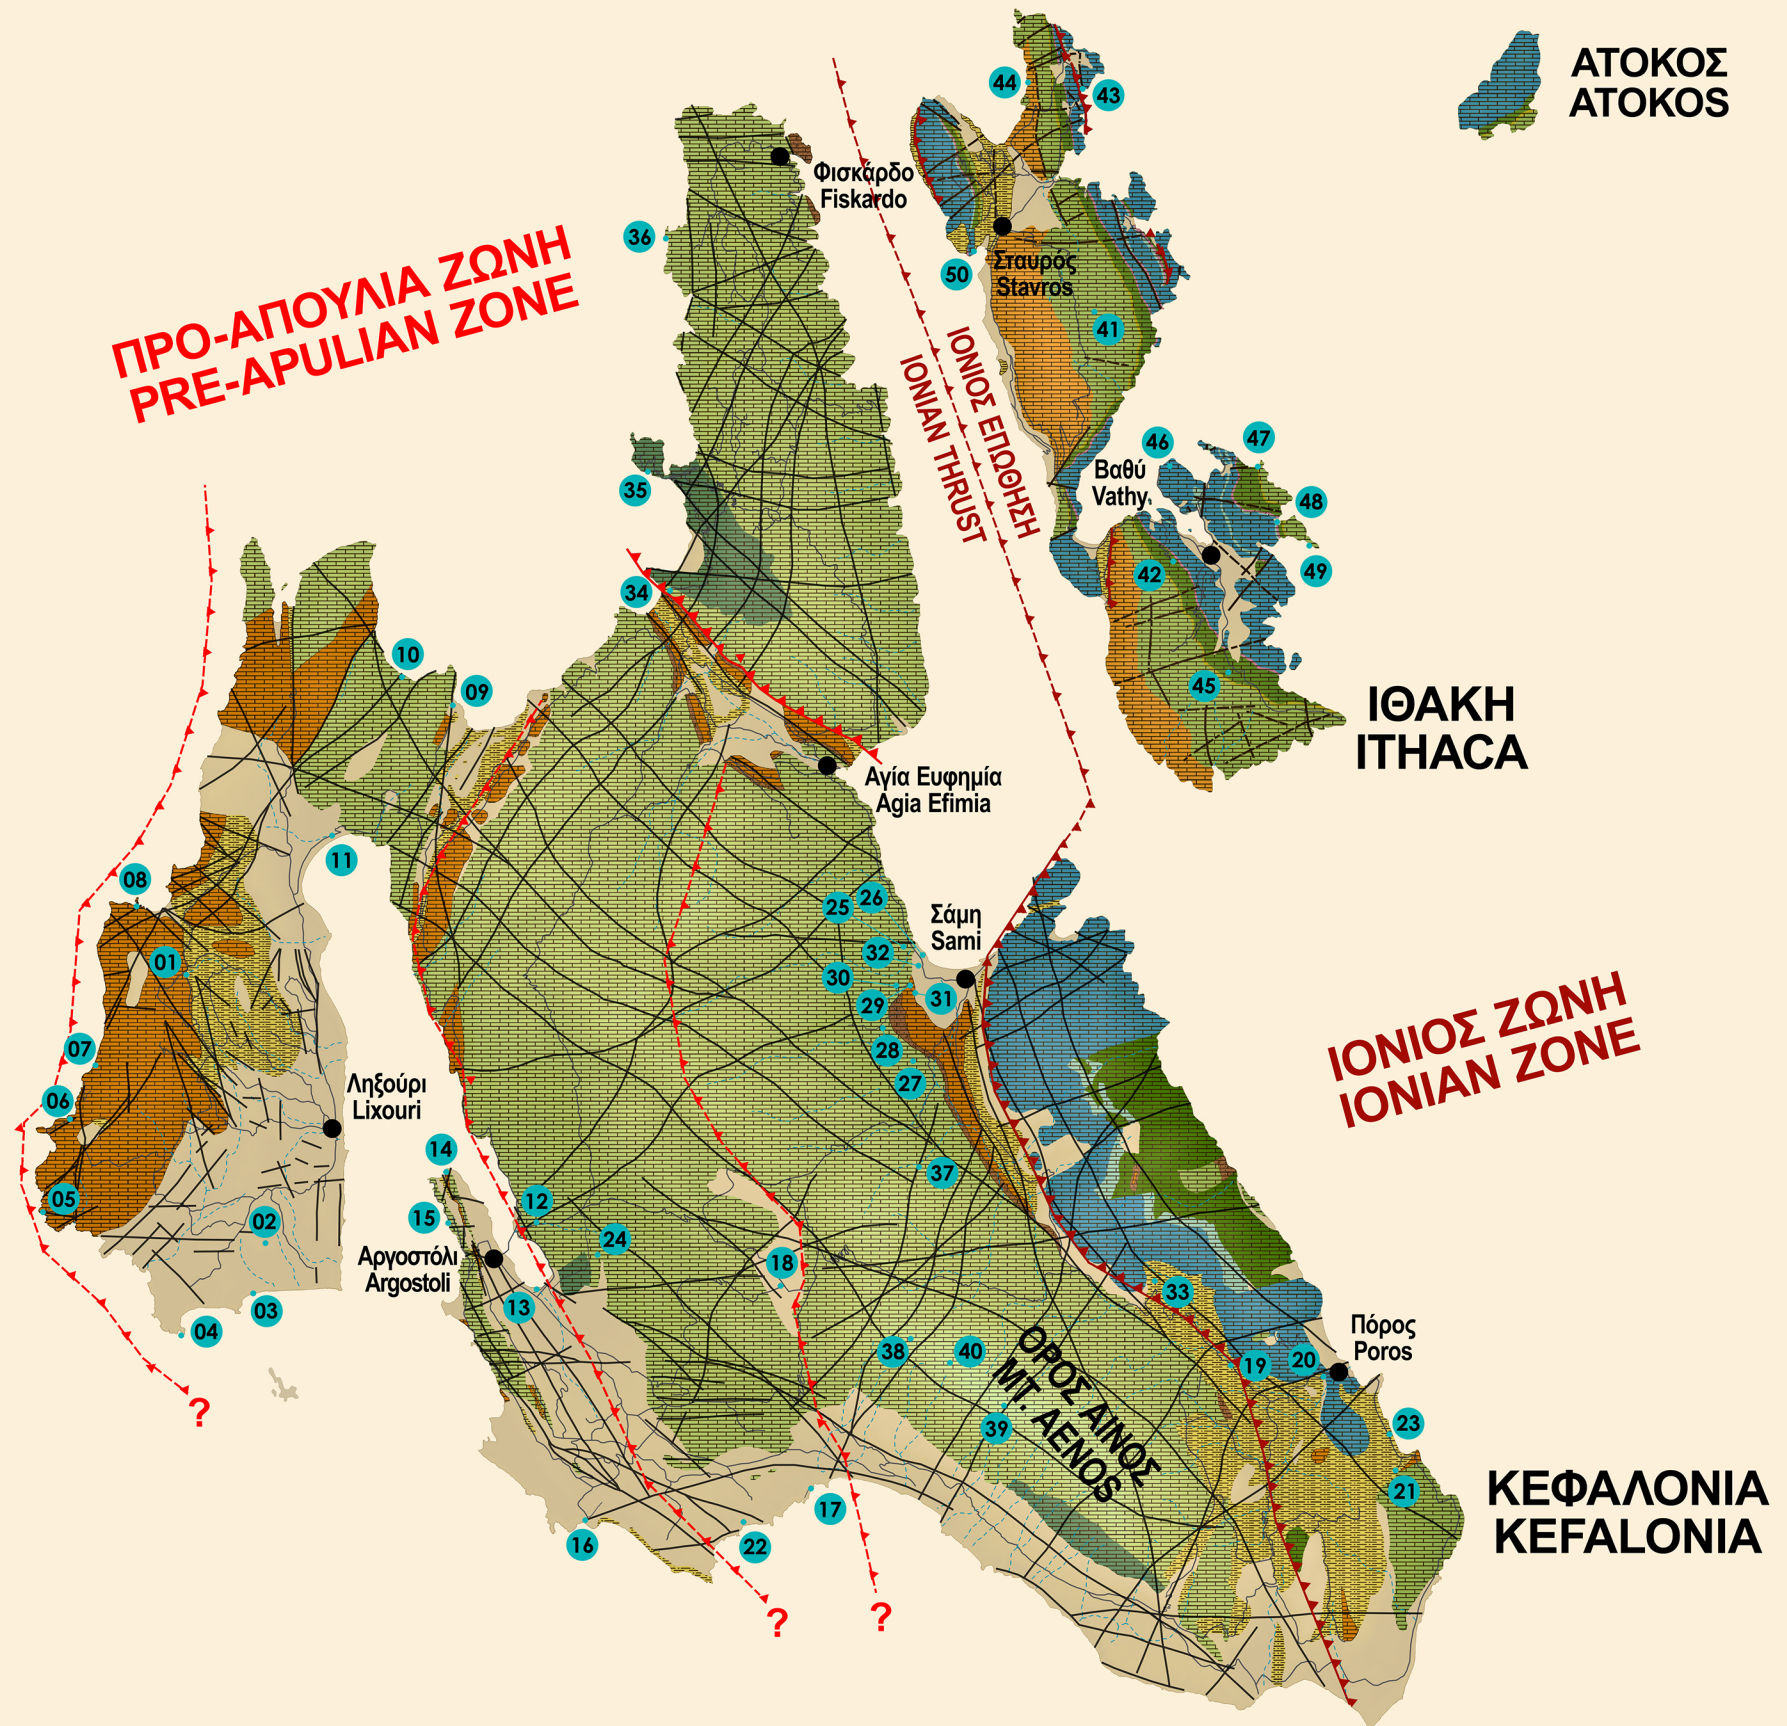 ΑΤΟΚΟΣ
ATOKOS
44
43
Φισκάρδο
Fiskardo
36
ΠΡΟ-ΑΠΟΥΛΙΑ ΖΩΝΗ
PRE-APULIAN ZONE
50
Σταυρός
Stavros
41
ΙΟΝΙΟΣ ΕΠΩΘΗΣΗ
IONIAN THRUST
46
47
Βαθύ
Vathy
35
48
42
49
34
10
09
45
ΙΘΑΚΗ
ITHACA
Αγία Ευφημία
Agia Efimia
11
08
25
26
Σάμη
Sami
32
01
30
31
29
ΙΟΝΙΟΣ ΖΩΝΗ
IONIAN ZONE
07
28
27
06
Ληξούρι
Lixouri
14
37
05
12
15
02
24
Αργοστόλι
Argostoli
18
33
13
03
04
38
40
ΟΡΟΣ ΑΙΝΟΣ
MT. AENOS
19
20
Πόρος
Poros
?
39
23
21
17
16
22
ΚΕΦΑΛΟΝΙΑ
KEFALONIA
?
?